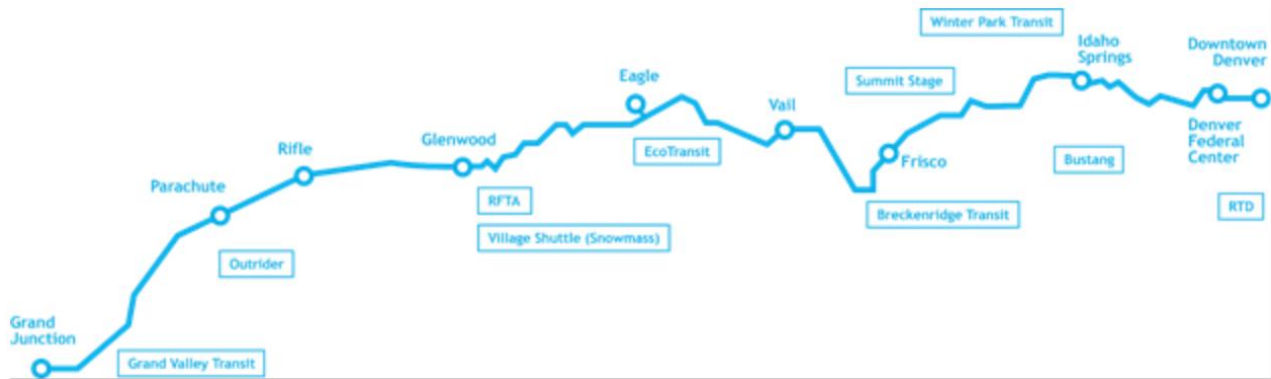 Winter Park Transit
Idaho
Springs
Downtown
Denver
Eagle
Summit Stage
Vail
Glenwood
Rifle
EcoTransit
Frisco
Denver
Federal
Center
Bustang
Parachute
RFTA
Breckenridge Transit
RTD
Village Shuttle (Snowmass)
Outrider
Grand
Junction
Grand Valley Transit